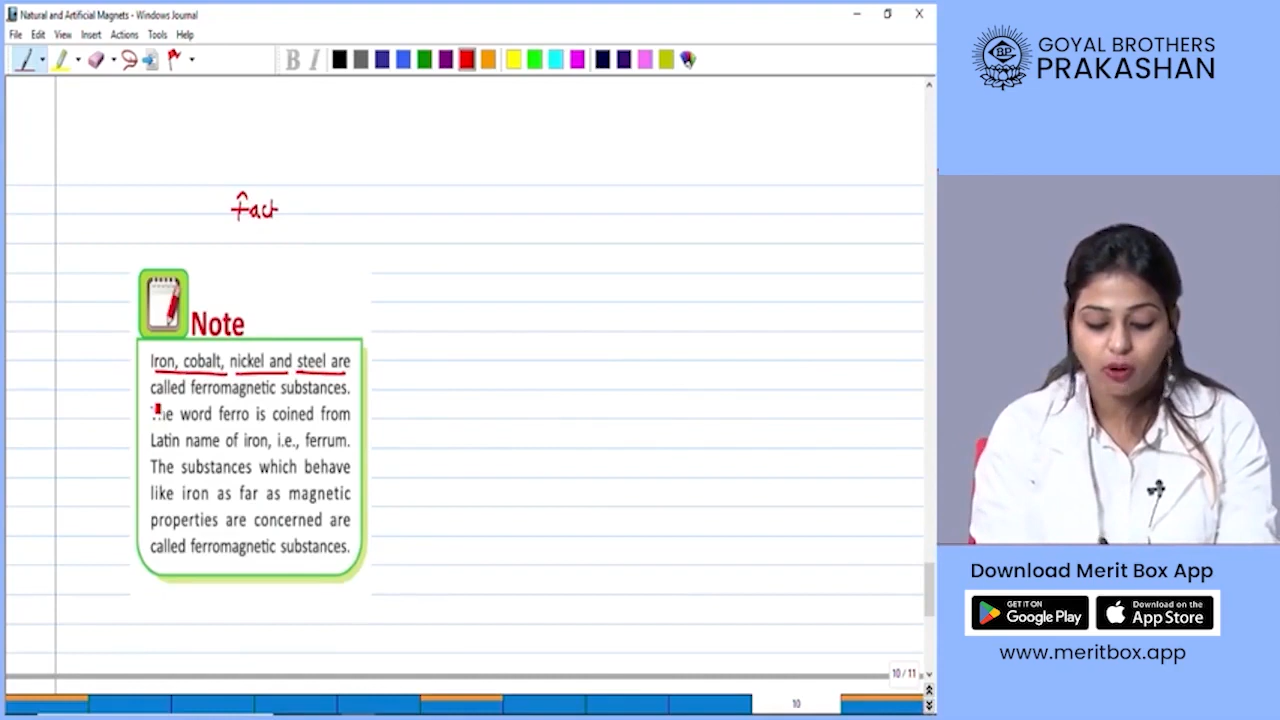 Natural and Artificial Magnets - Windows Journal
File Edit View Insert Actions Tools Help
B I
GOYAL BROTHERS
PRAKASHAN
fact
Note
Iron, cobalt, nickel and steel are
called ferromagnetic substances.
The word ferro is coined from
Latin name of iron, i.e., ferrum.
The substances which behave
like iron as far as magnetic
properties are concerned are
called ferromagnetic substances.
10 / 11
10
Download Merit Box App
GET IT ON
Google Play
Download on the
App Store
www.meritbox.app